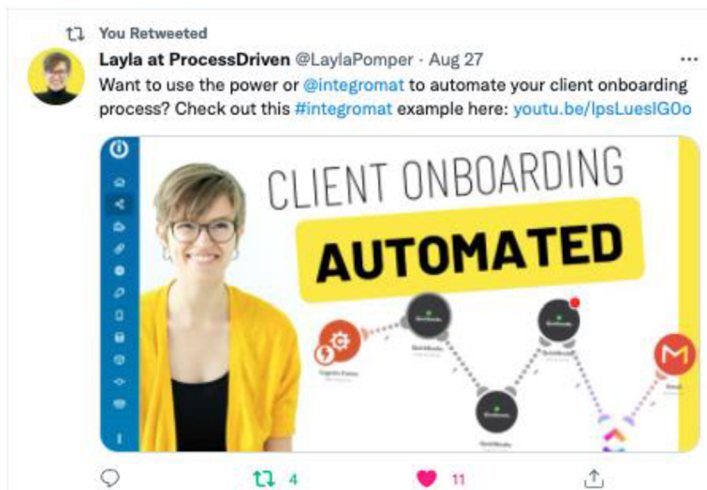 You Retweeted
Layla at ProcessDriven @LaylaPomper · Aug 27
Want to use the power or @integromat to automate your client onboarding
process? Check out this #integromat example here: youtu.be/IpsLuesIG0o
CLIENT ONBOARDING
AUTOMATED
QuickBooks
4
11